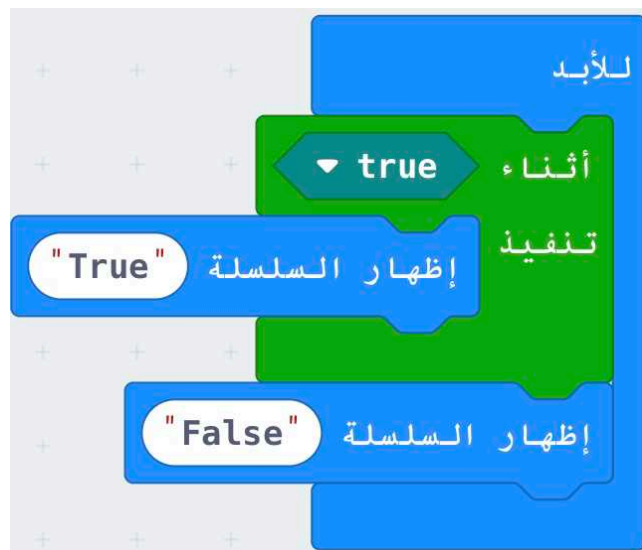 للأبد
أثناء true
تنفيذ
إظهار السلسلة "True"
إظهار السلسلة "False"